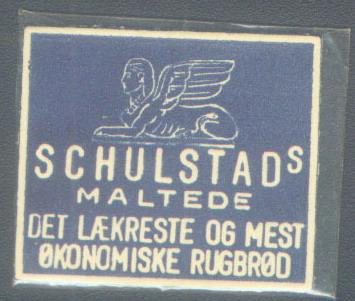 SCHULSTADS
MALTEDE
DET LÆKRESTE OG MEST
ØKONOMISKE RUGBRØD